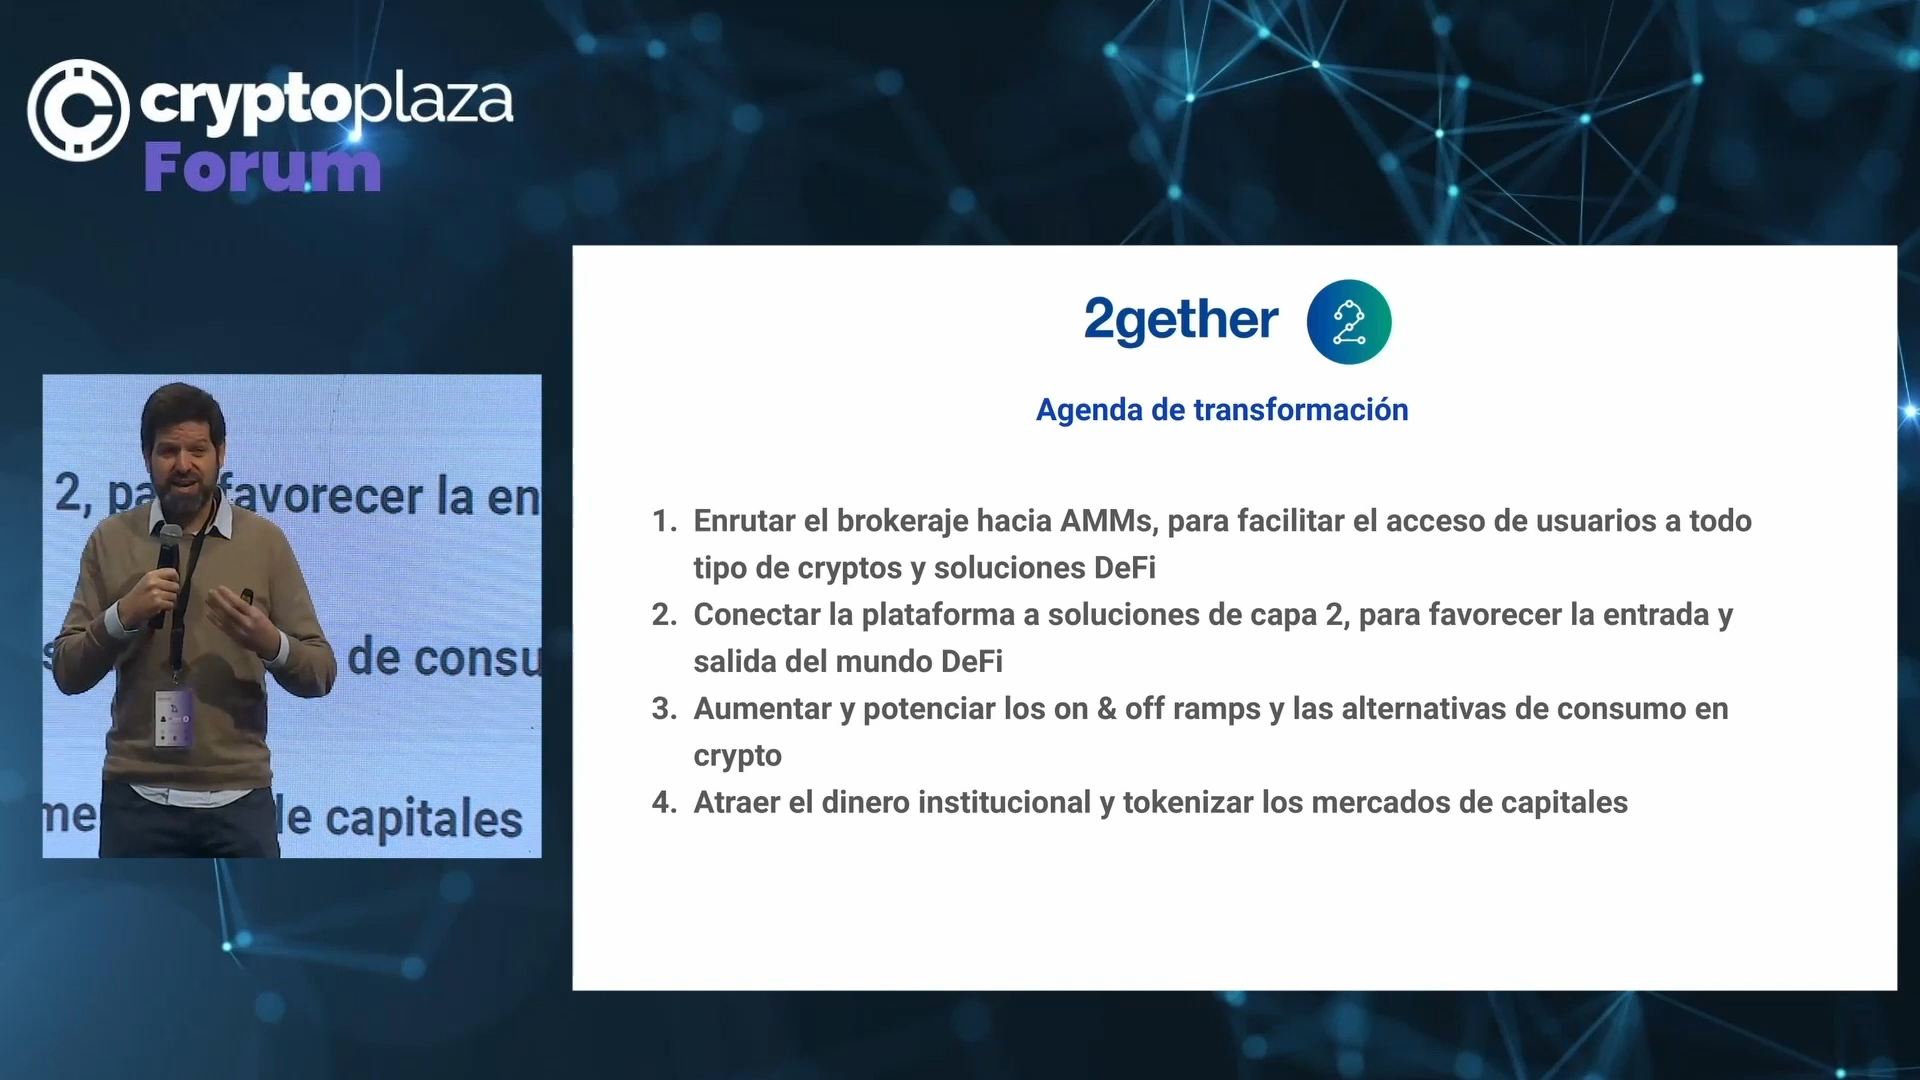 cryptoplaza
Forum
2gether
Agenda de transformación
1. Enrutar el brokeraje hacia AMMs, para facilitar el acceso de usuarios a todo
tipo de cryptos y soluciones DeFi
2. Conectar la plataforma a soluciones de capa 2, para favorecer la entrada y
salida del mundo DeFi
3. Aumentar y potenciar los on & off ramps y las alternativas de consumo en
crypto
4. Atraer el dinero institucional y tokenizar los mercados de capitales
2, pa favorecer la en
de consu
me le capitales